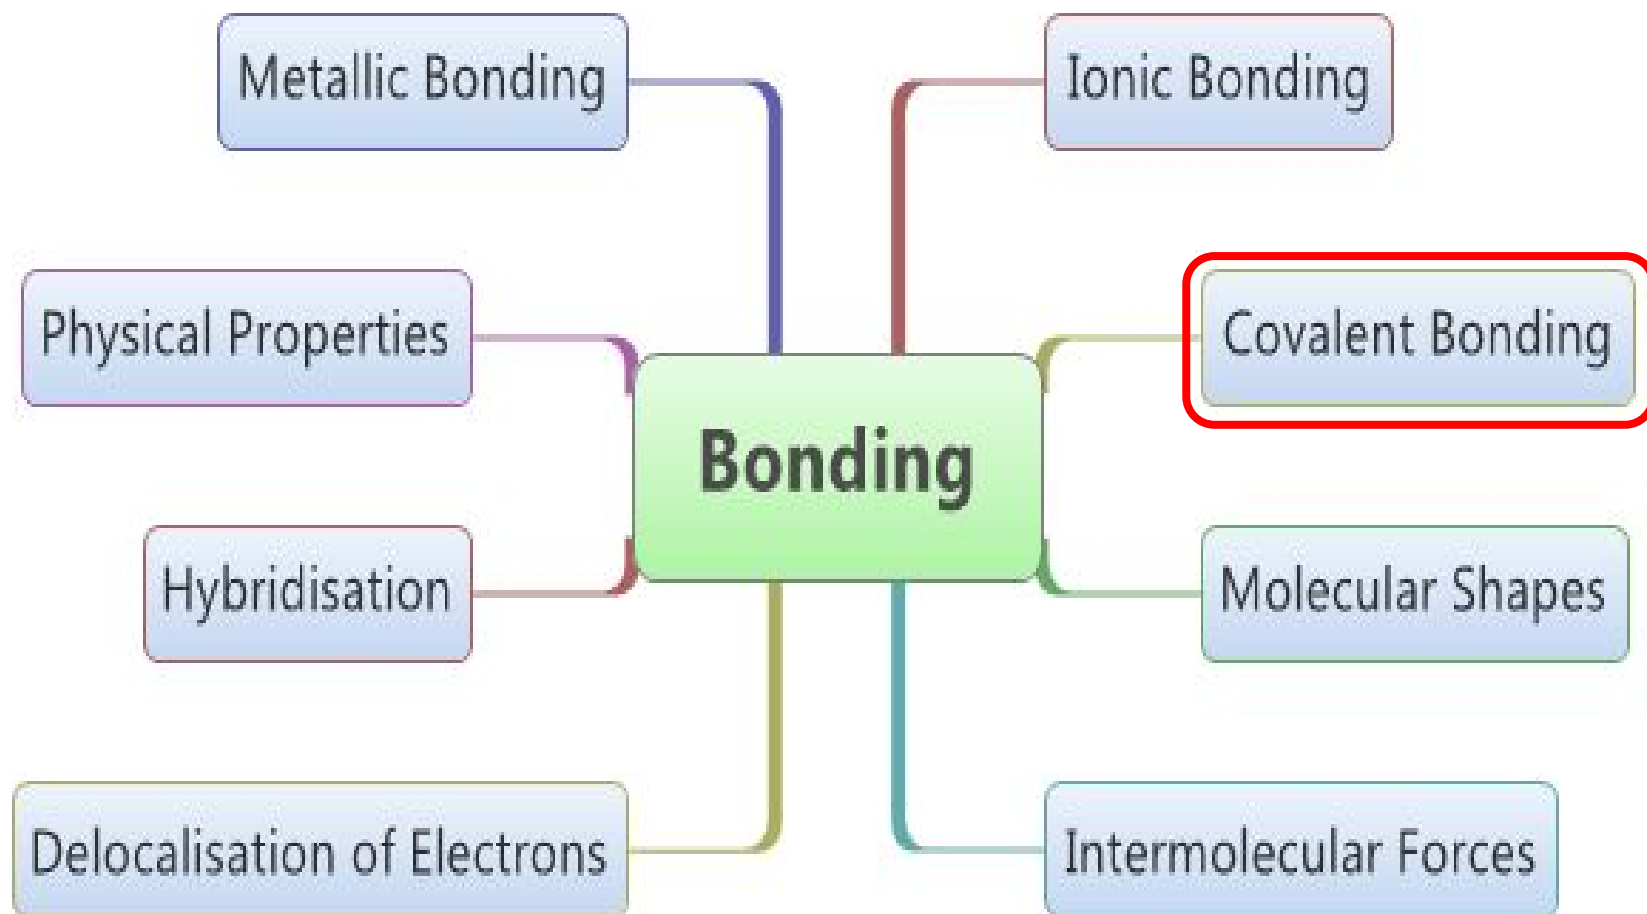 Metallic Bonding
Ionic Bonding
Physical Properties
Covalent Bonding
Bonding
Hybridisation
Molecular Shapes
Delocalisation of Electrons
Intermolecular Forces